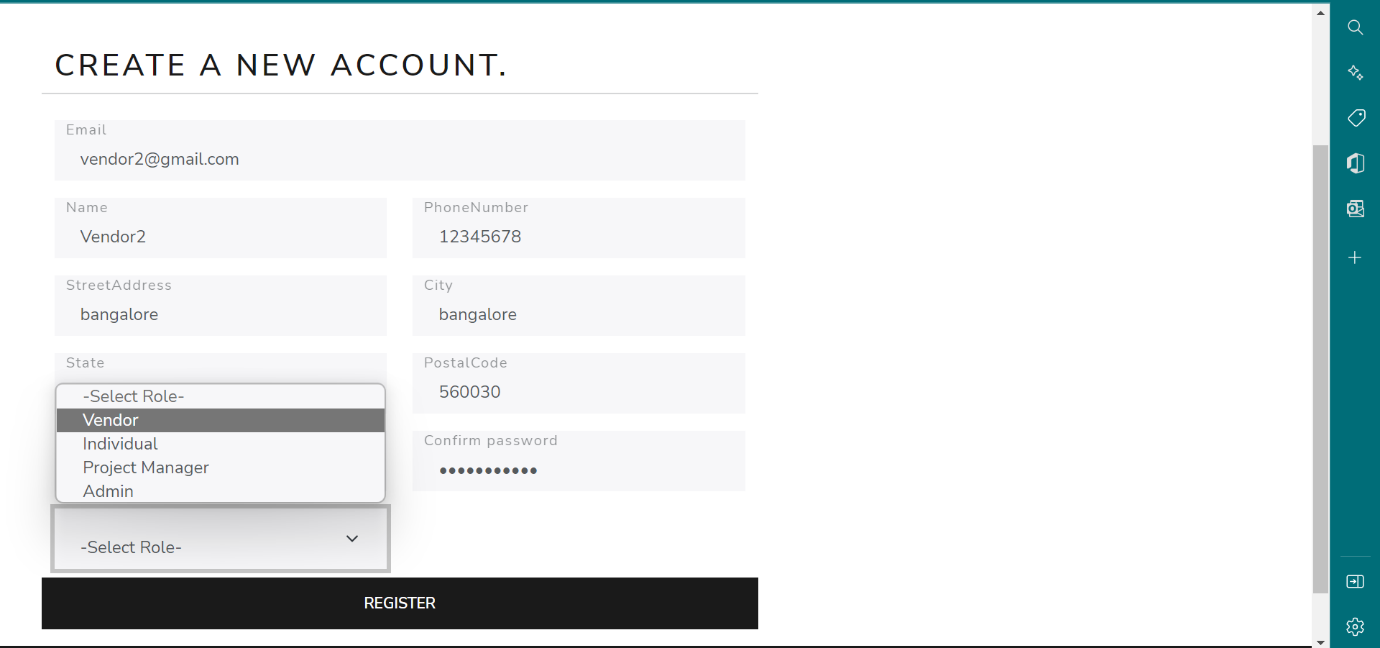 CREATE A NEW ACCOUNT.
Email
vendor2@gmail.com
Name
PhoneNumber
Vendor2
12345678
StreetAddress
City
bangalore
bangalore
State
PostalCode
560030
-Select Role-
Vendor
Individual
Project Manager
Admin
Confirm password
•••••••••••
-Select Role-
REGISTER